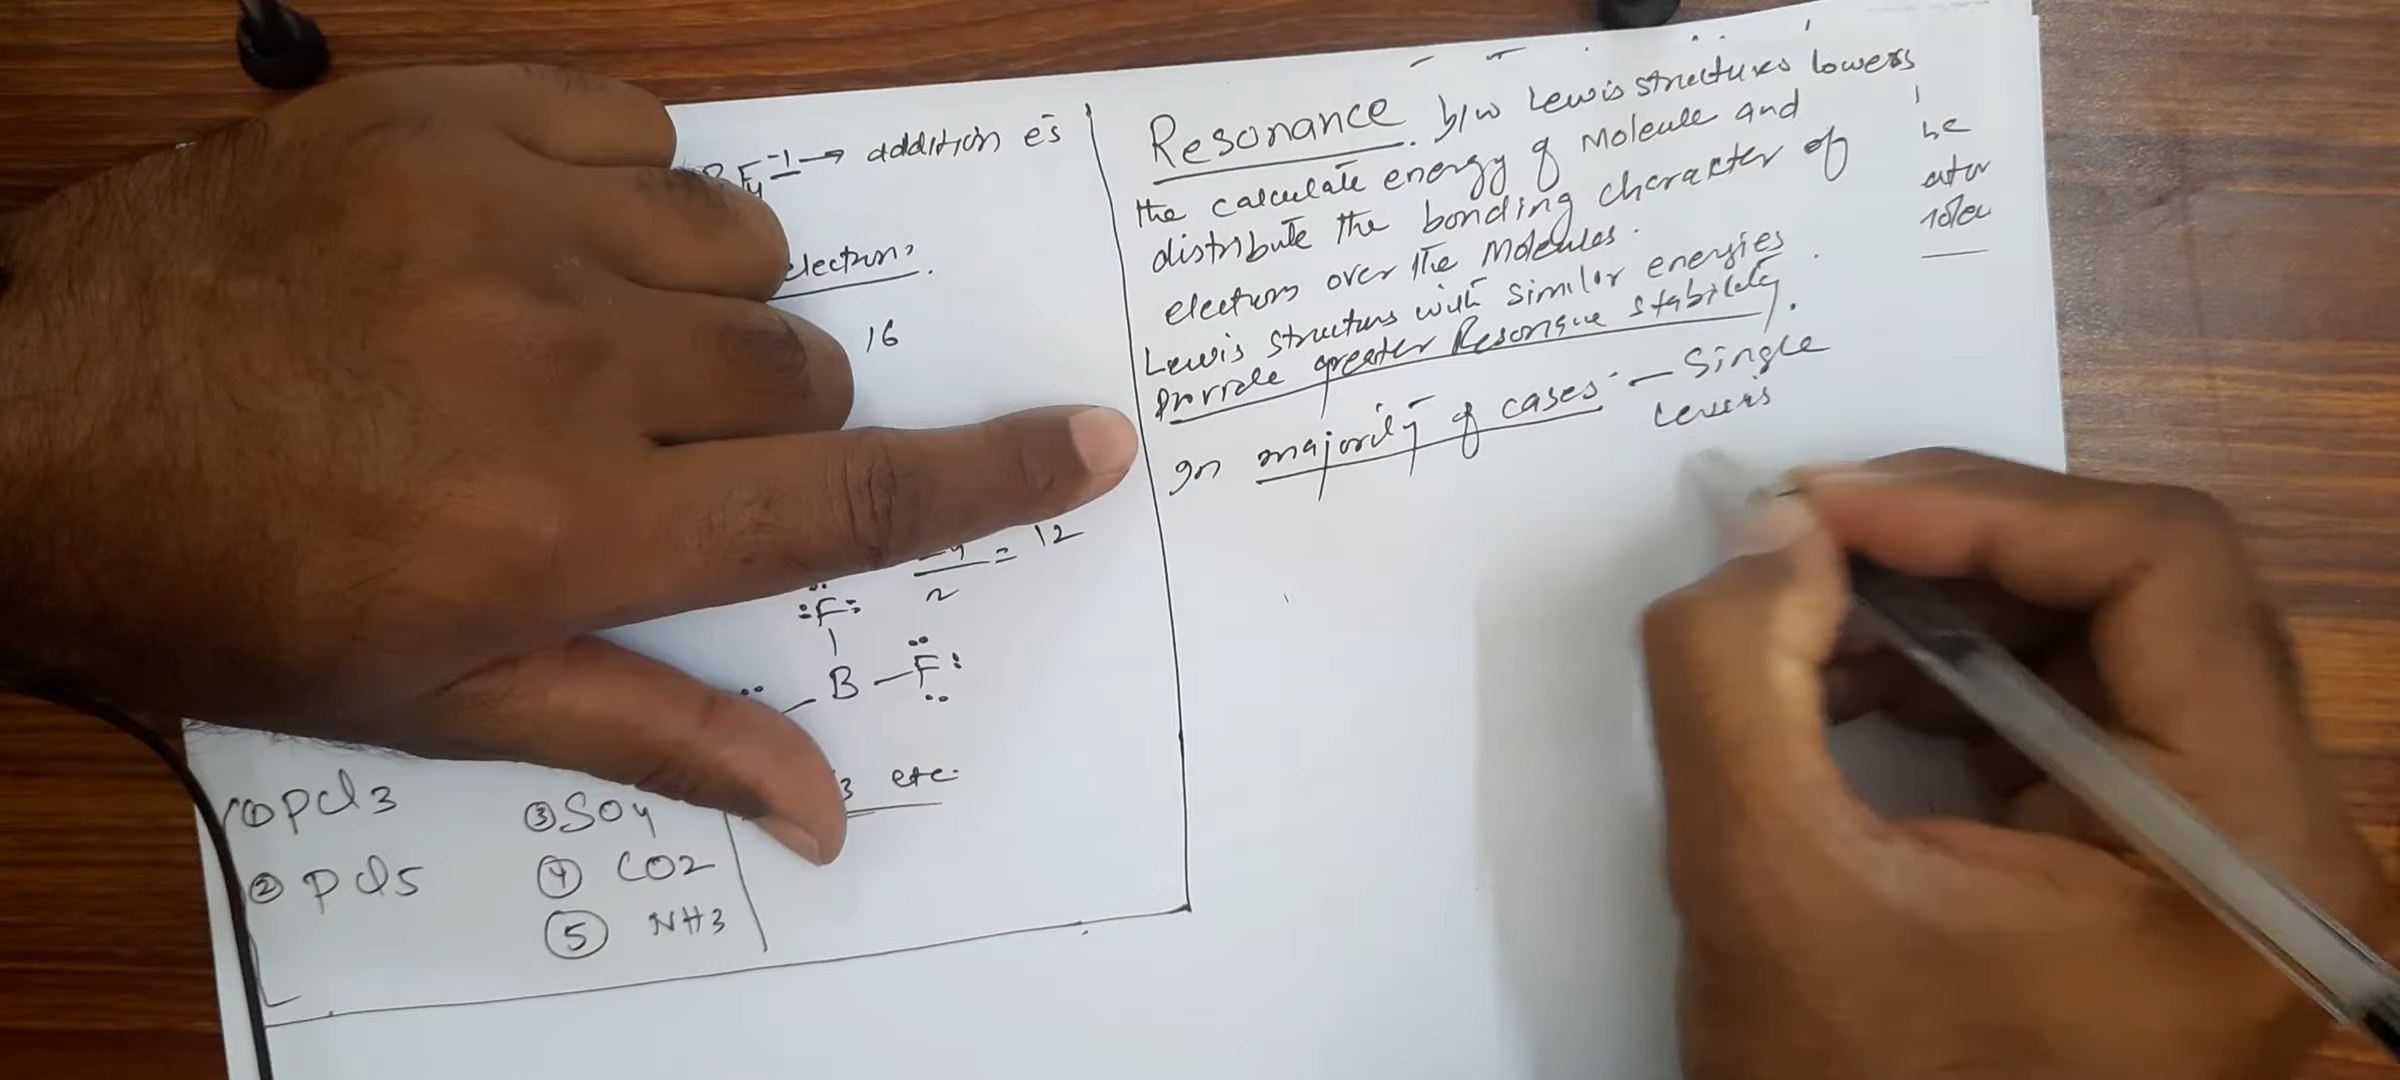 F4^-1 → addition e's
electrons
16
= 12
2
:F:
B — F:
3 etc.
① PCl3
② PCl5
③ SO4
④ CO2
⑤ NH3
Resonance b/w Lewis structures lowers
the calculate energy of Molecule and
distribute the bonding character of
electrons over the Molecules.
Lewis structures with similar energies
Provide greater Resonance stability.
In majority of cases — Single
Lewis
be